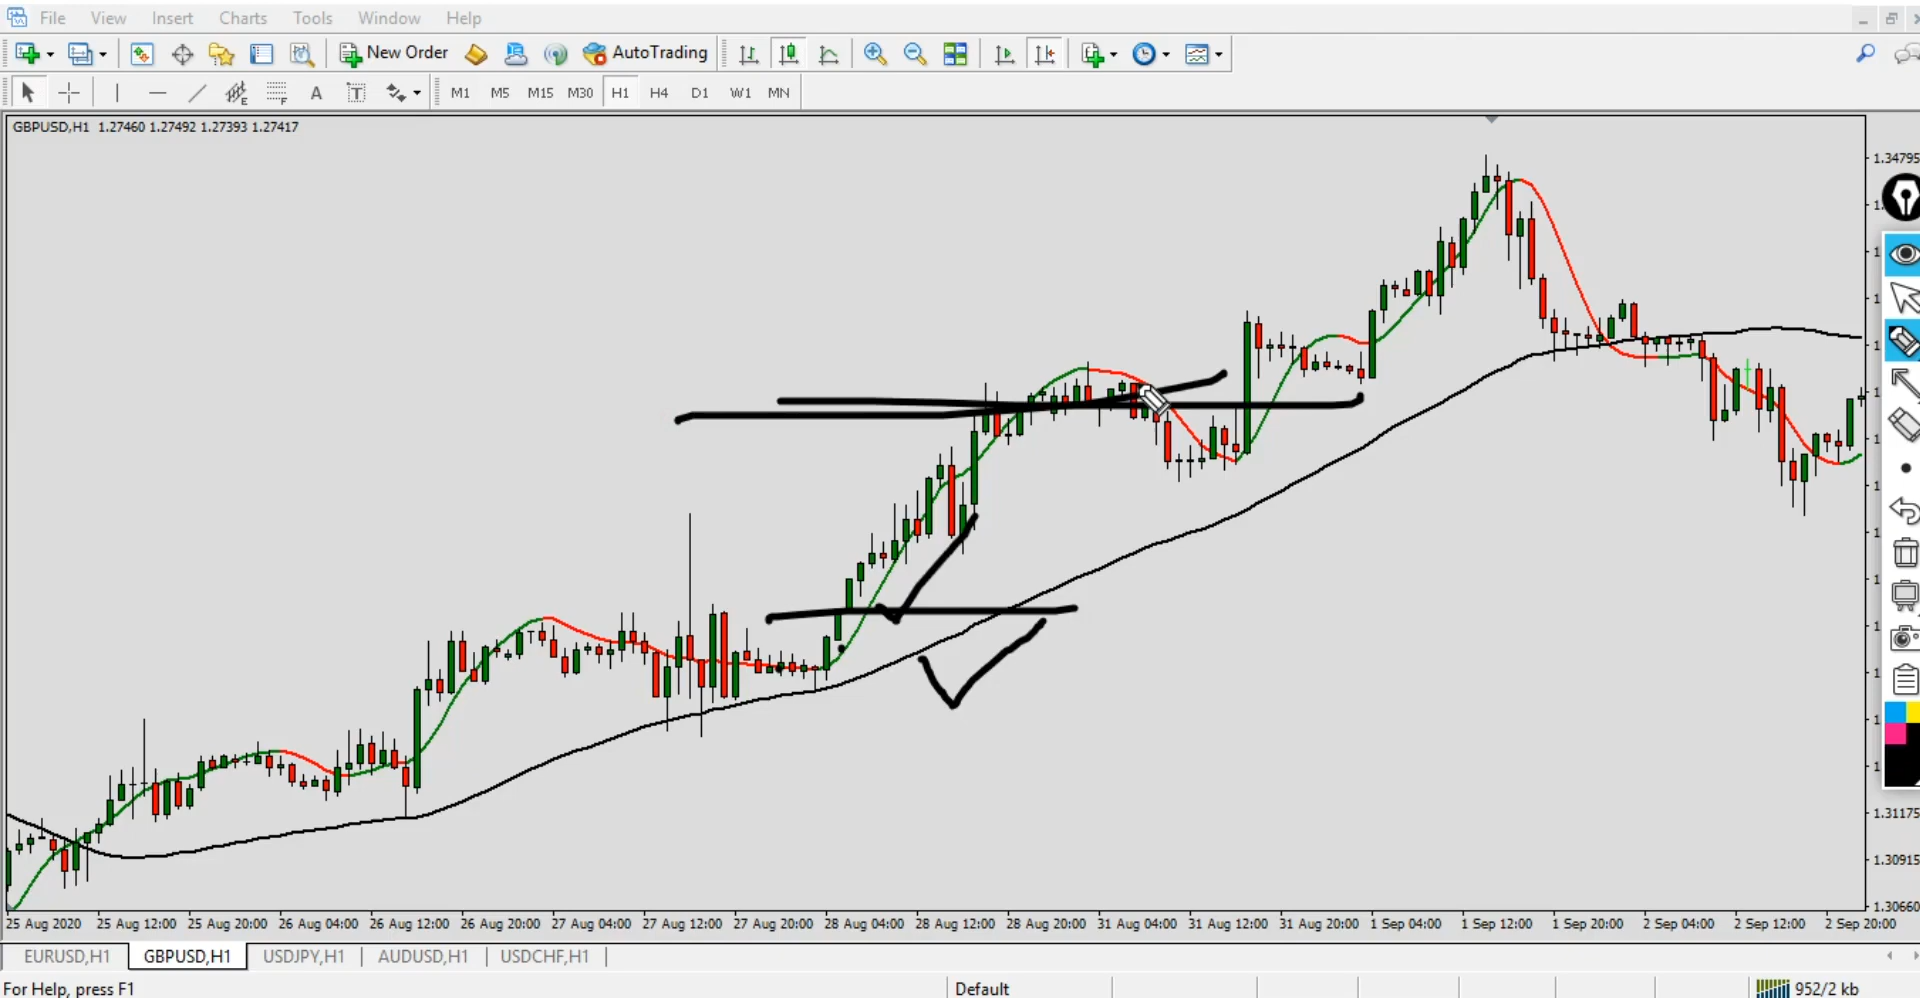 File View Insert Charts Tools Window Help
New Order AutoTrading
E F A T M1 M5 M15 M30 H1 H4 D1 W1 MN
GBPUSD,H1 1.27460 1.27492 1.27393 1.27417
1.34795
1.31175
1.30915
1.30660
25 Aug 2020 25 Aug 12:00 25 Aug 20:00 26 Aug 04:00 26 Aug 12:00 26 Aug 20:00 27 Aug 04:00 27 Aug 12:00 27 Aug 20:00 28 Aug 04:00 28 Aug 12:00 28 Aug 20:00 31 Aug 04:00 31 Aug 12:00 31 Aug 20:00 1 Sep 04:00 1 Sep 12:00 1 Sep 20:00 2 Sep 04:00 2 Sep 12:00 2 Sep 20:00
EURUSD,H1 GBPUSD,H1 USDJPY,H1 AUDUSD,H1 USDCHF,H1
For Help, press F1 Default 952/2 kb